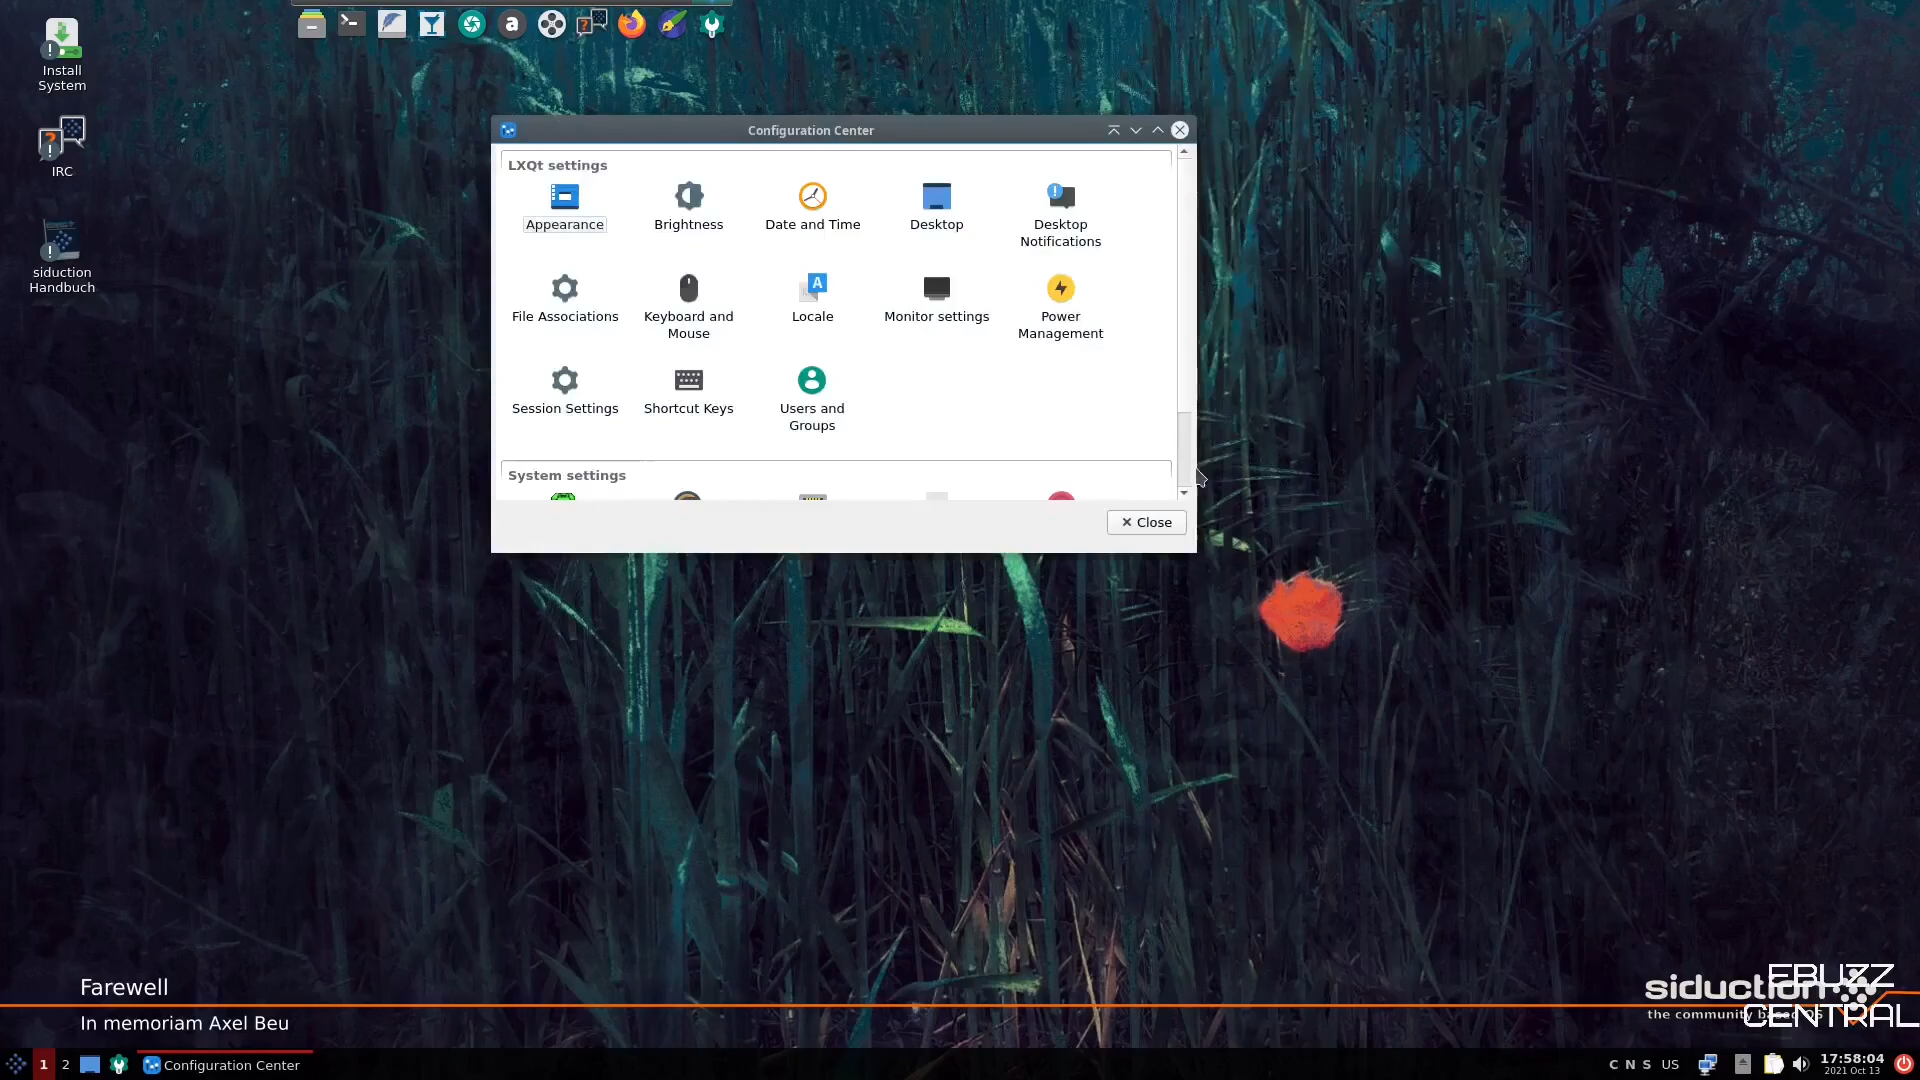 Install
System
IRC
siduction
Handbuch
Configuration Center
LXQt settings
Appearance
Brightness
Date and Time
Desktop
Desktop
Notifications
File Associations
Keyboard and
Mouse
Locale
Monitor settings
Power
Management
Session Settings
Shortcut Keys
Users and
Groups
System settings
Close
Farewell
In memoriam Axel Beu
siduction
the community based OS
EBUZZ
CENTRAL
1
2
Configuration Center
C N S US
17:58:04
2021 Oct 13